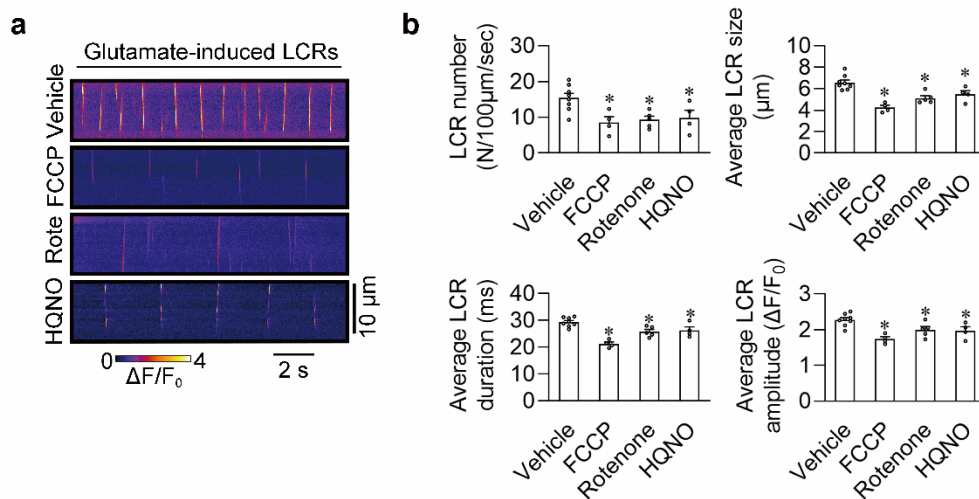 a
Glutamate-induced LCRs
Vehicle
FCCP
Rote
HQNO
10 μm
0 4
ΔF/F0
2 s
b
LCR number
(N/100μm/sec)
30
20
10
0
*
*
*
Vehicle
FCCP
Rotenone
HQNO
Average LCR size
(μm)
10
8
6
4
2
0
*
*
*
Vehicle
FCCP
Rotenone
HQNO
Average LCR
duration (ms)
40
30
20
10
0
*
*
*
Vehicle
FCCP
Rotenone
HQNO
Average LCR
amplitude (ΔF/F0)
3
2
1
0
*
*
*
Vehicle
FCCP
Rotenone
HQNO